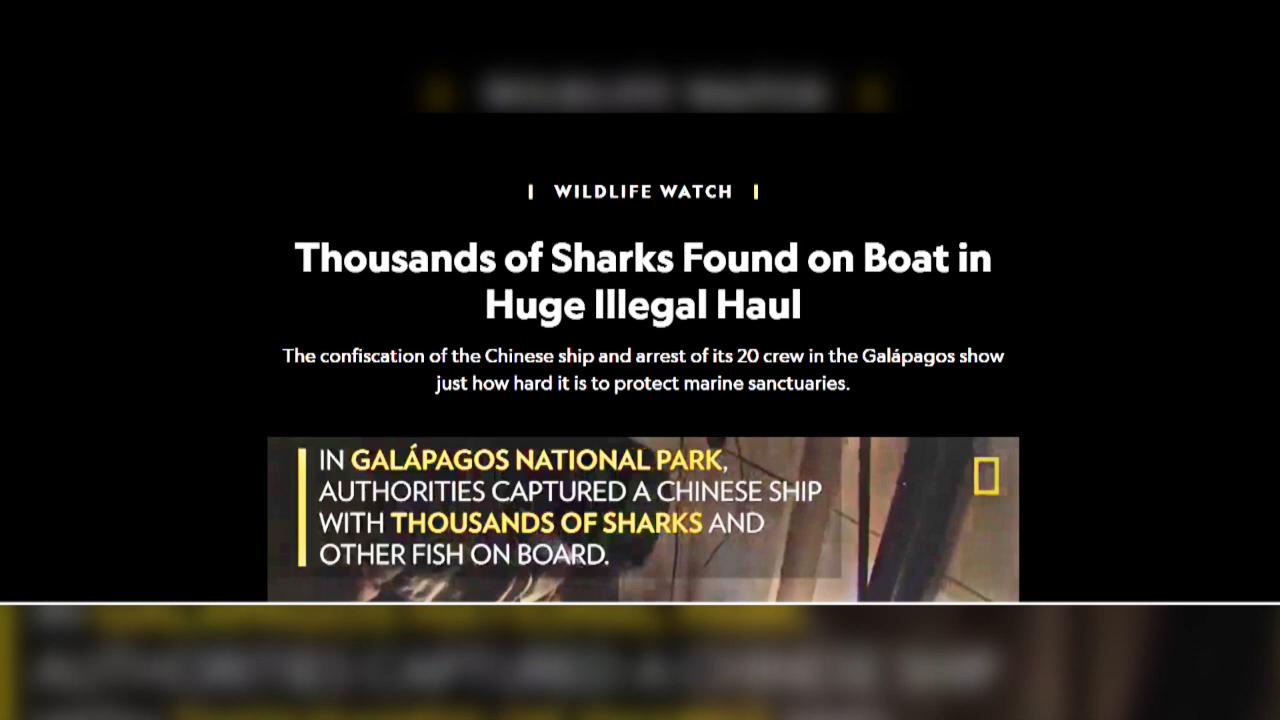 WILDLIFE WATCH
Thousands of Sharks Found on Boat in
Huge Illegal Haul
The confiscation of the Chinese ship and arrest of its 20 crew in the Galápagos show
just how hard it is to protect marine sanctuaries.
IN GALÁPAGOS NATIONAL PARK,
AUTHORITIES CAPTURED A CHINESE SHIP
WITH THOUSANDS OF SHARKS AND
OTHER FISH ON BOARD.